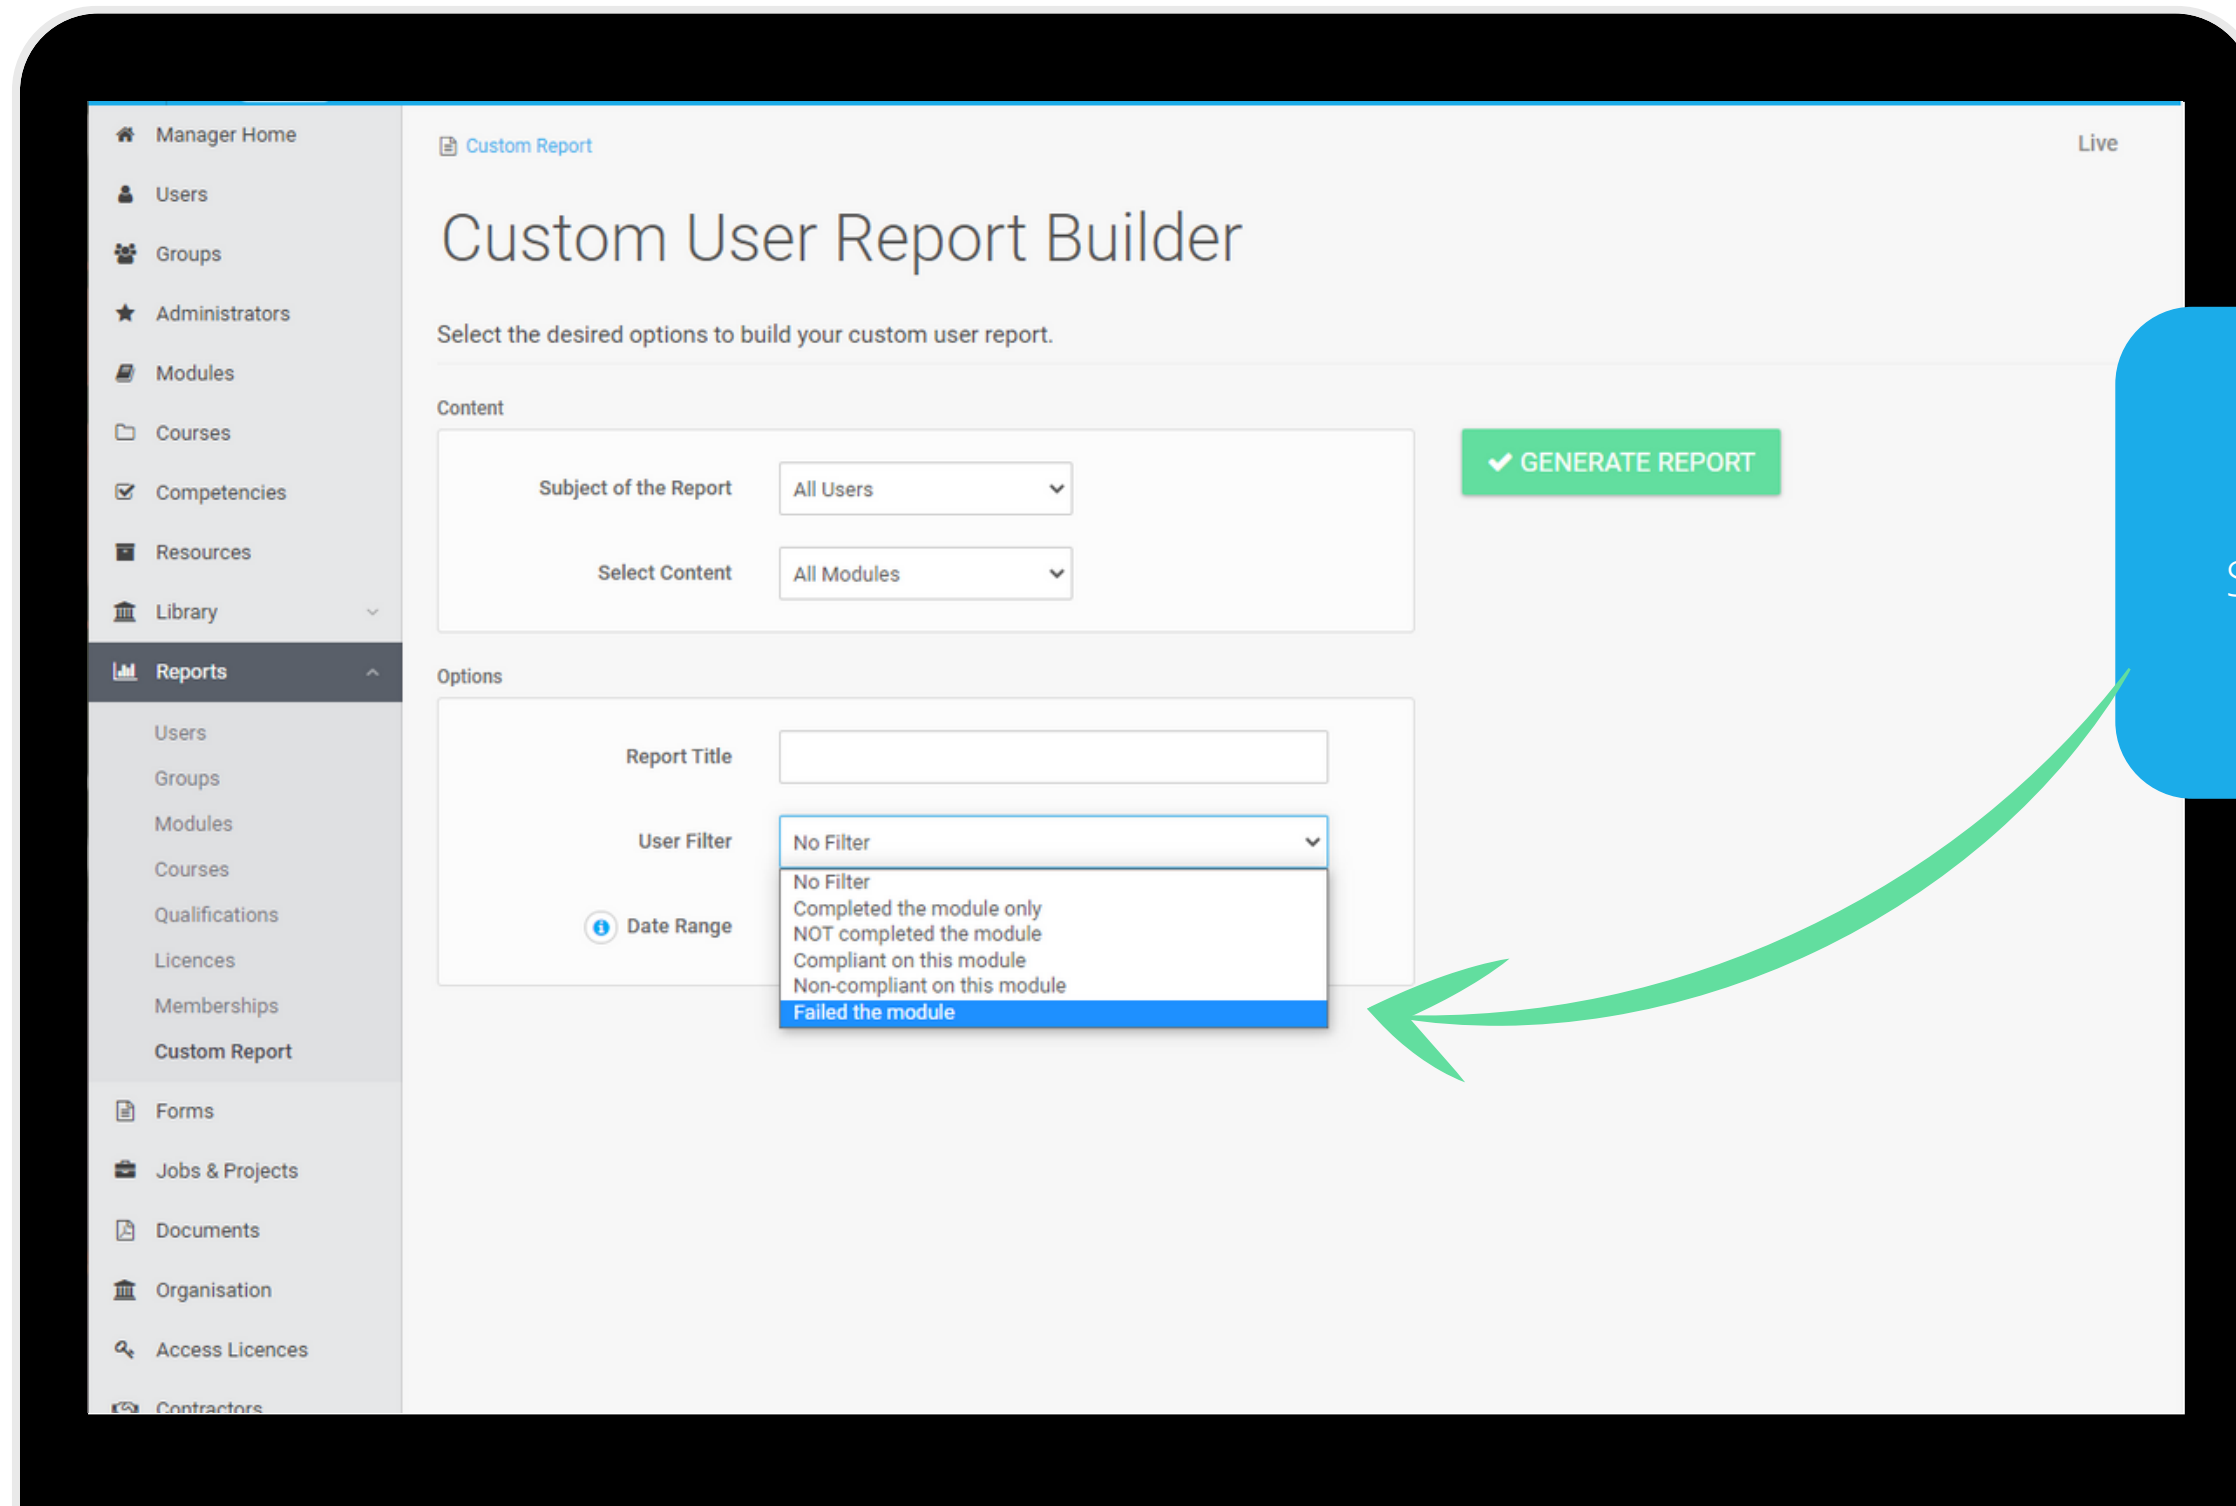 Manager Home
Users
Groups
Administrators
Modules
Courses
Competencies
Resources
Library
Reports
Users
Groups
Modules
Courses
Qualifications
Licences
Memberships
Custom Report
Forms
Jobs & Projects
Documents
Organisation
Access Licences
Contractors
Custom Report
Live
Custom User Report Builder
Select the desired options to build your custom user report.
Content
Subject of the Report All Users
GENERATE REPORT
Select Content All Modules
Options
Report Title
User Filter No Filter
No Filter
Completed the module only
NOT completed the module
Compliant on this module
Non-compliant on this module
Failed the module
Date Range